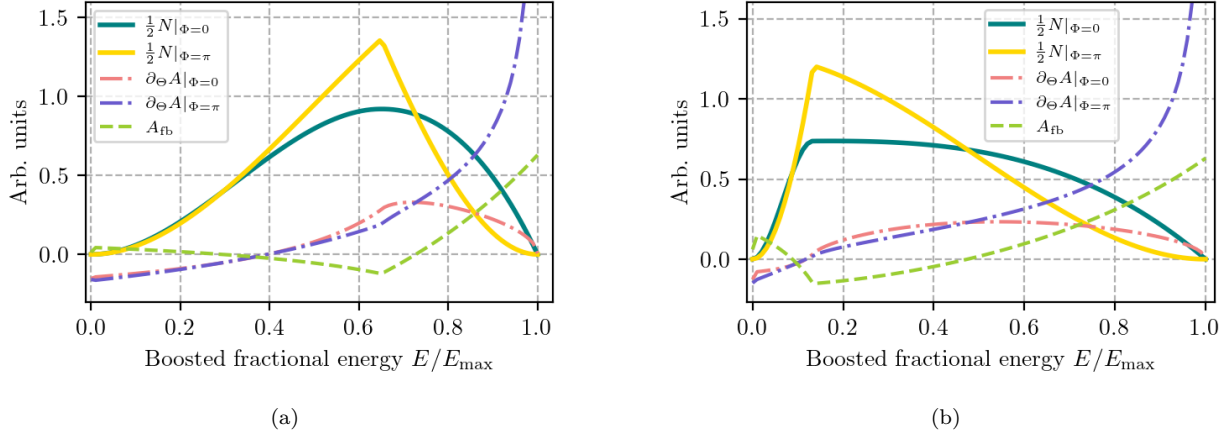 1.5
1.0
0.5
0.0
Arb. units
½N|Φ=0
½N|Φ=π
∂ΘA|Φ=0
∂ΘA|Φ=π
Afb
0.0 0.2 0.4 0.6 0.8 1.0
Boosted fractional energy E/Emax
(a)
1.5
1.0
0.5
0.0
Arb. units
½N|Φ=0
½N|Φ=π
∂ΘA|Φ=0
∂ΘA|Φ=π
Afb
0.0 0.2 0.4 0.6 0.8 1.0
Boosted fractional energy E/Emax
(b)